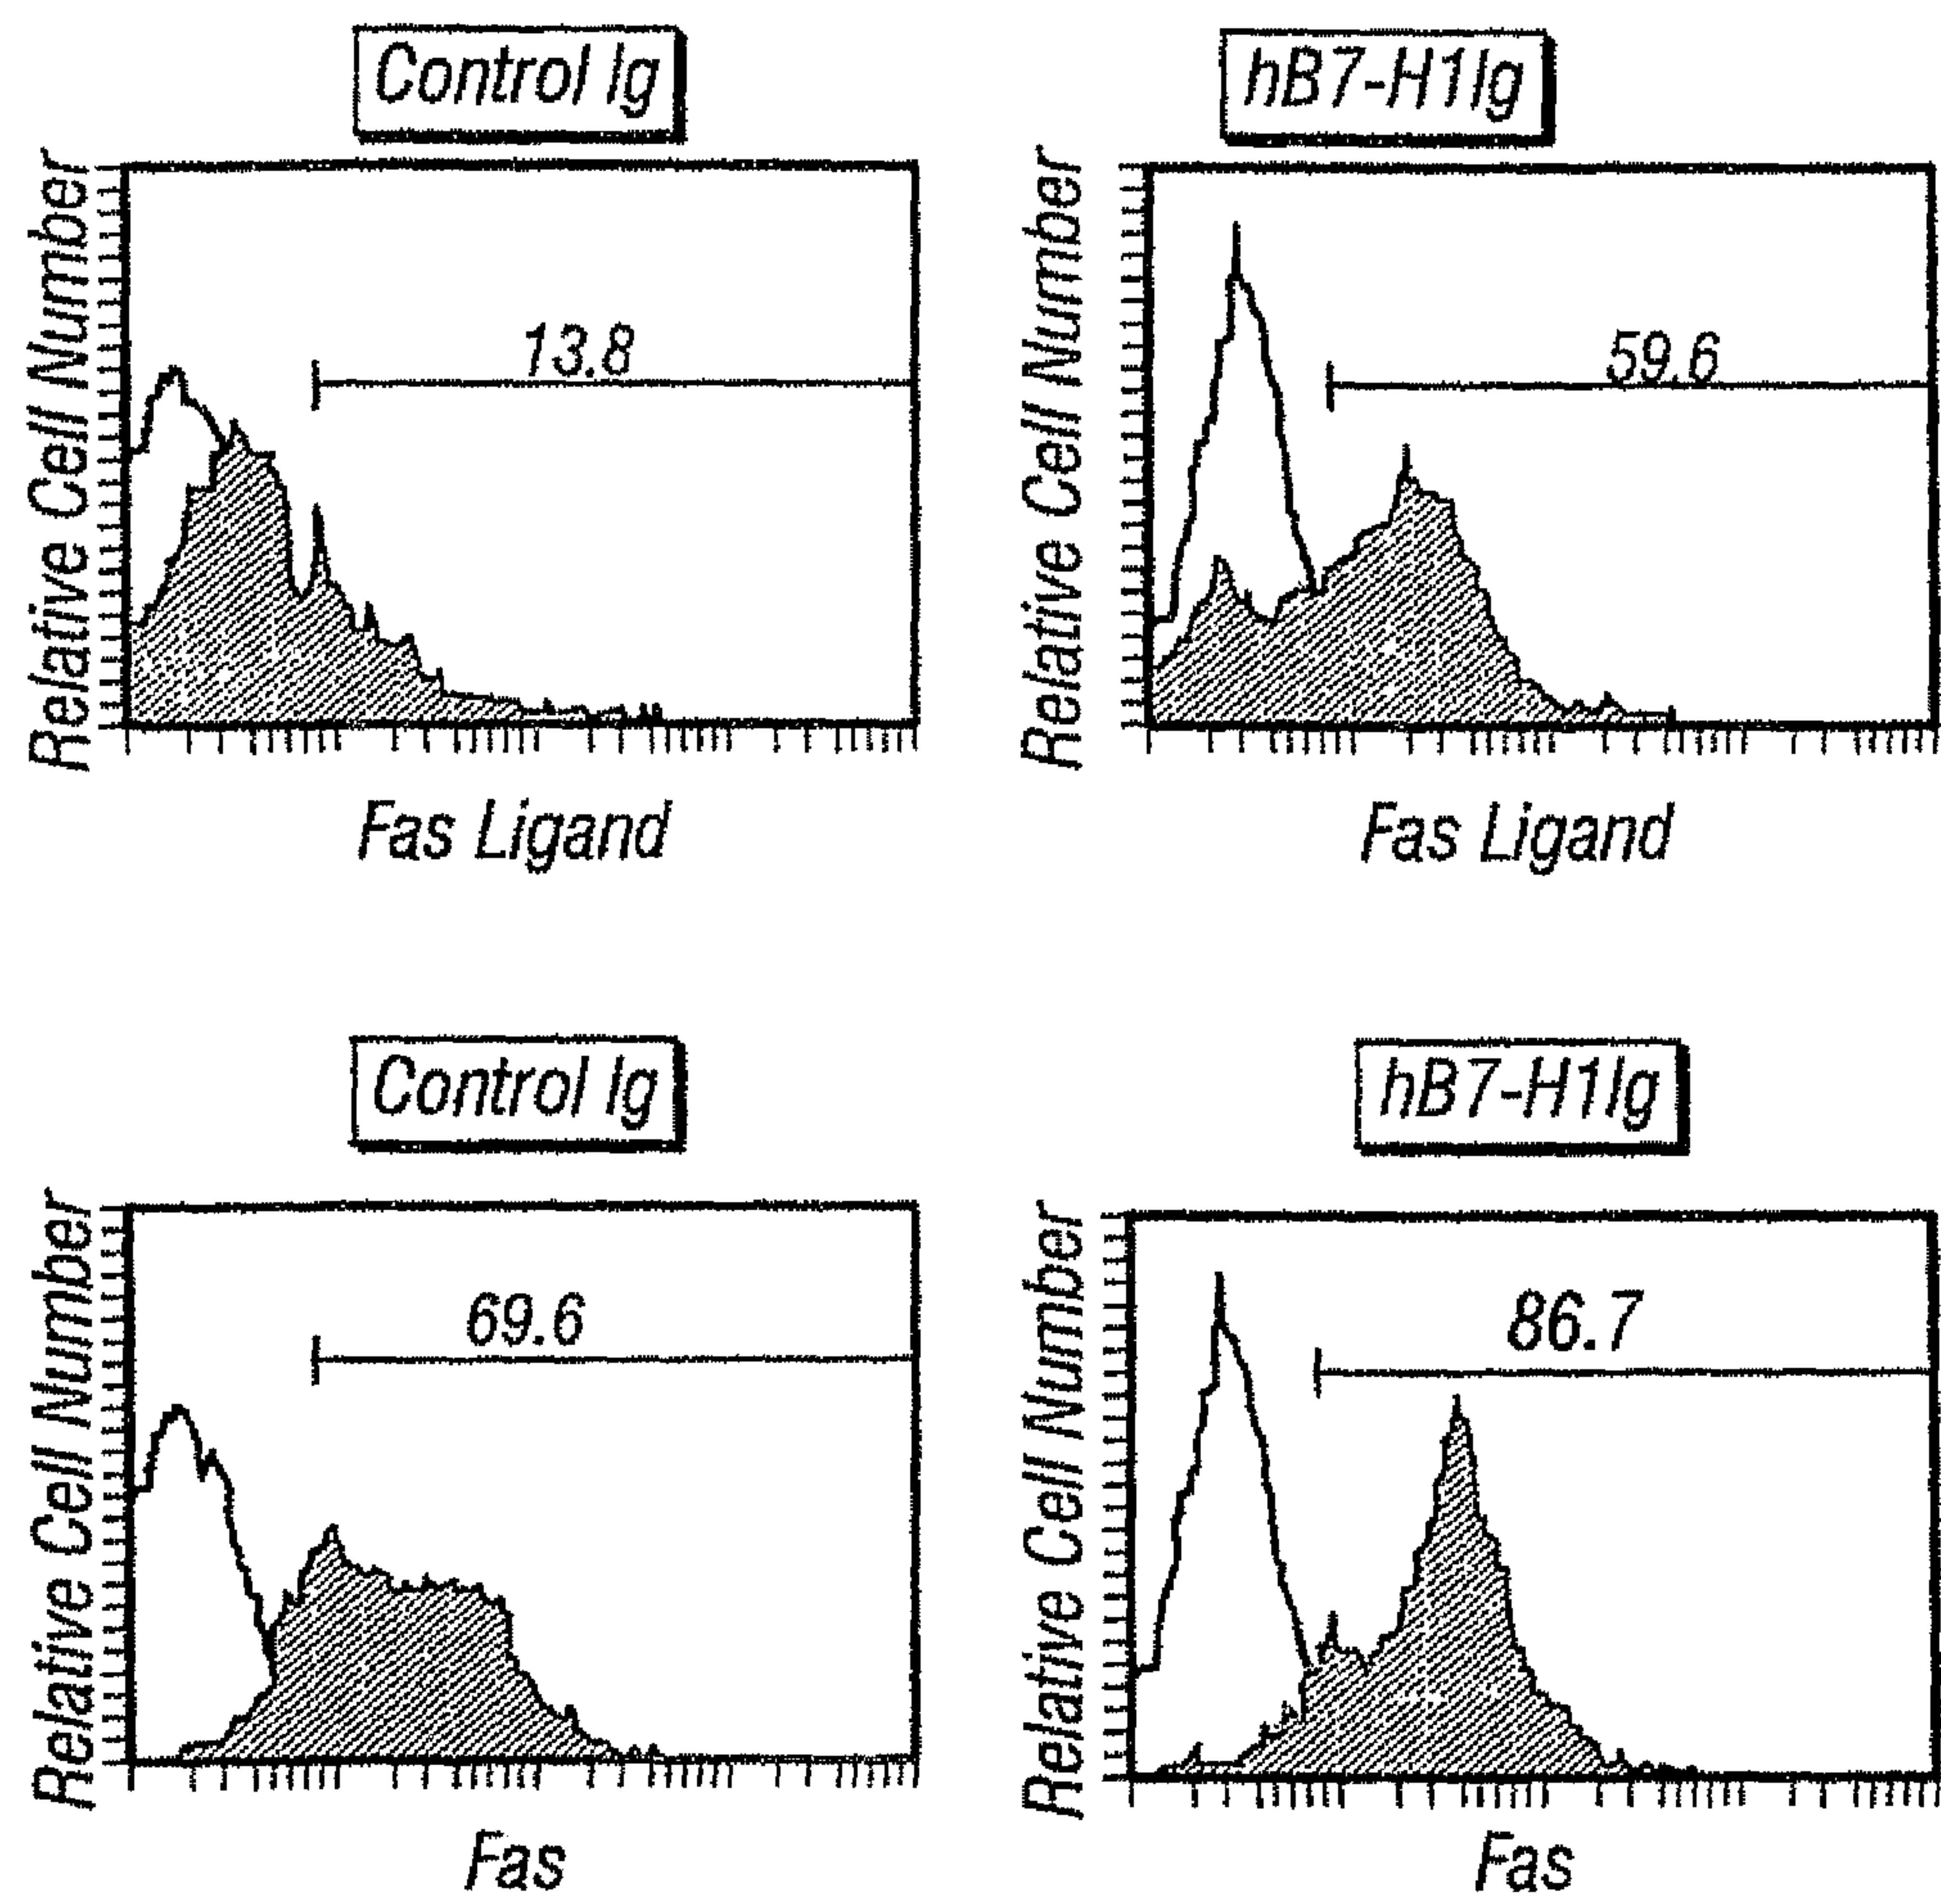 Control Ig
hB7-H1Ig
Relative Cell Number
13.8
Fas Ligand
Relative Cell Number
59.6
Fas Ligand
Control Ig
hB7-H1Ig
Relative Cell Number
69.6
Fas
Relative Cell Number
86.7
Fas